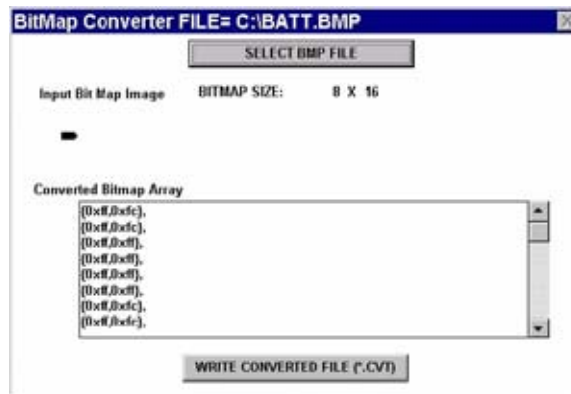 BitMap Converter FILE= C:\BATT.BMP
SELECT BMP FILE
Input Bit Map Image BITMAP SIZE: 8 X 16
Converted Bitmap Array
{0xff,0xfc},
{0xff,0xfc},
{0xff,0xff},
{0xff,0xff},
{0xff,0xff},
{0xff,0xff},
{0xff,0xfc},
{0xff,0xfc},
WRITE CONVERTED FILE (*.CVT)